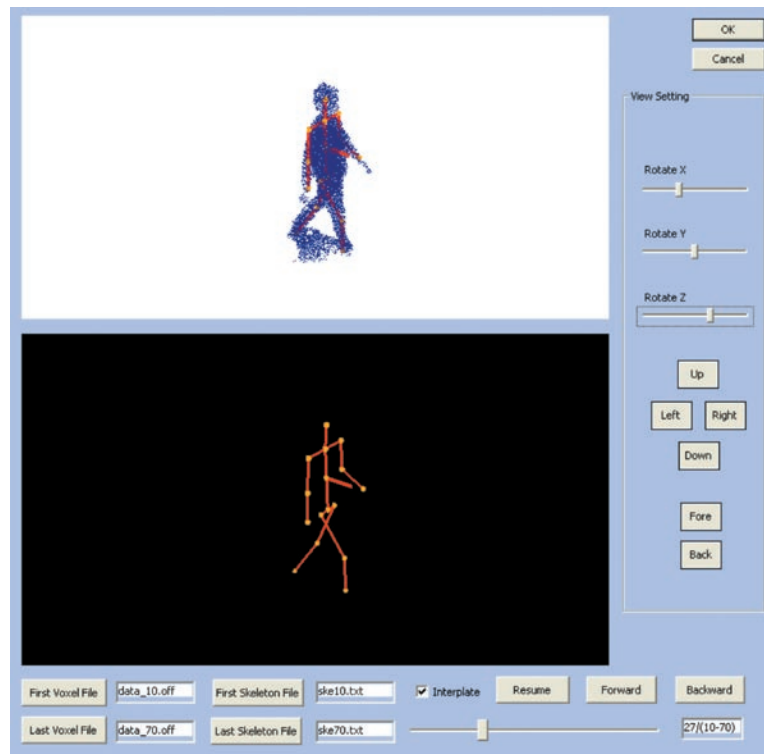 OK
Cancel
View Setting
Rotate X
Rotate Y
Rotate Z
Up
Left Right
Down
Fore
Back
First Voxel File data_10.off First Skeleton File ske10.txt Interplate Resume Forward Backward
Last Voxel File data_70.off Last Skeleton File ske70.txt 27/(10-70)